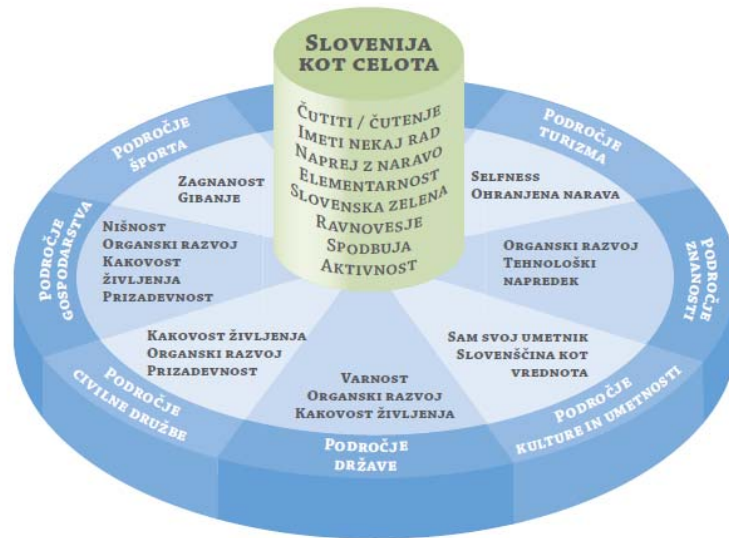 SLOVENIJA
KOT CELOTA
ČUTITI / ČUTENJE
IMETI NEKAJ RAD
NAPREJ Z NARAVO
ELEMENTARNOST
SLOVENSKA ZELENA
RAVNOVESJE
SPODBUJA
AKTIVNOST
PODROČJE
ŠPORTA
ZAGNANOST
GIBANJE
PODROČJE
TURIZMA
SELFNESS
OHRANJENA NARAVA
PODROČJE
GOSPODARSTVA
NIŠNOST
ORGANSKI RAZVOJ
KAKOVOST
ŽIVLJENJA
PRIZADEVNOST
ORGANSKI RAZVOJ
TEHNOLOŠKI
NAPREDEK
PODROČJE
ZNANOSTI
KAKOVOST ŽIVLJENJA
ORGANSKI RAZVOJ
PRIZADEVNOST
PODROČJE
CIVILNE DRUŽBE
VARNOST
ORGANSKI RAZVOJ
KAKOVOST ŽIVLJENJA
PODROČJE
DRŽAVE
SAM SVOJ UMETNIK
SLOVENŠČINA KOT
VREDNOTA
PODROČJE
KULTURE IN UMETNOSTI